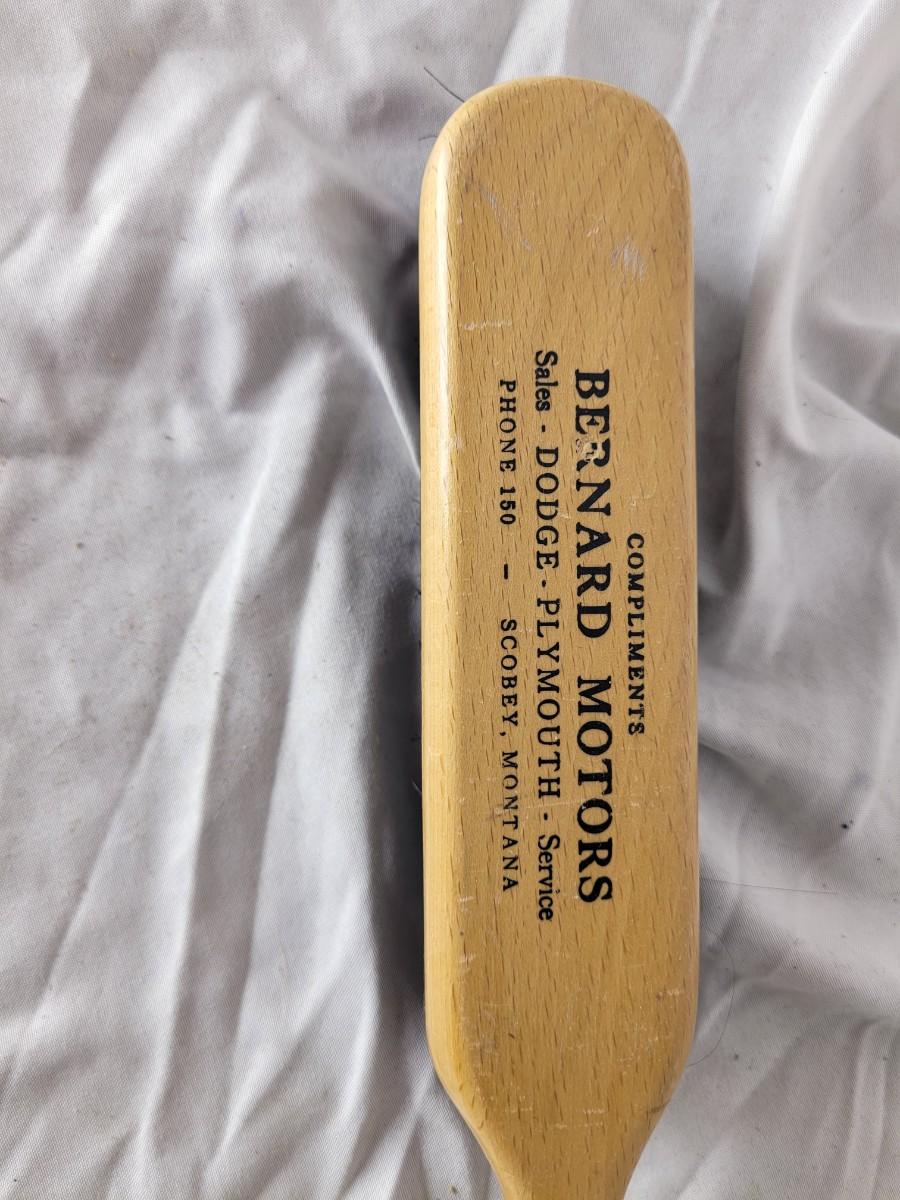 COMPLIMENTS
BERNARD MOTORS
Sales - DODGE - PLYMOUTH - Service
PHONE 150 — SCOBEY, MONTANA